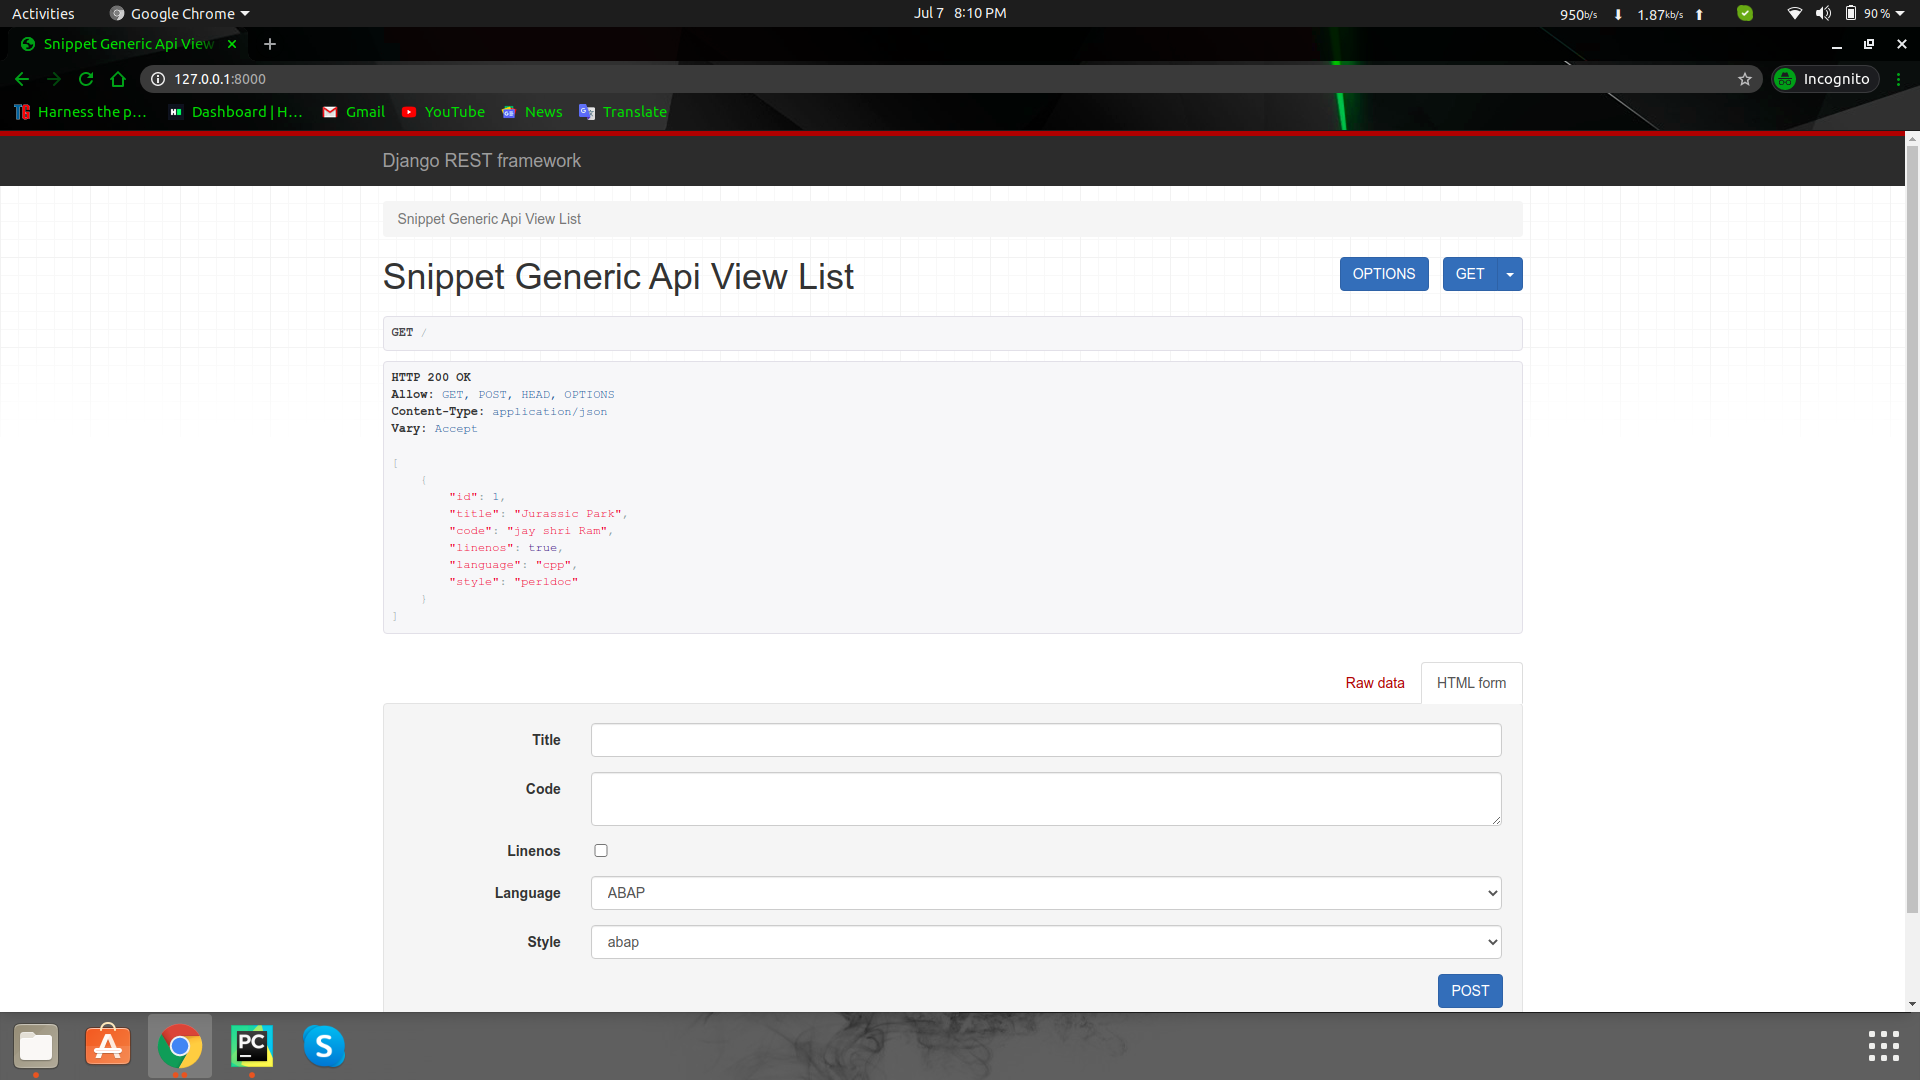 Activities Google Chrome Jul 7 8:10 PM 950b/s 1.87kb/s 90 %
Snippet Generic Api View
127.0.0.1:8000 Incognito
Harness the p... Dashboard | H... Gmail YouTube News Translate
Django REST framework
Snippet Generic Api View List
Snippet Generic Api View List OPTIONS GET
GET /
HTTP 200 OK
Allow: GET, POST, HEAD, OPTIONS
Content-Type: application/json
Vary: Accept
[
{
"id": 1,
"title": "Jurassic Park",
"code": "jay shri Ram",
"linenos": true,
"language": "cpp",
"style": "perldoc"
}
]
Raw data HTML form
Title
Code
Linenos
Language ABAP
Style abap
POST
PC
S